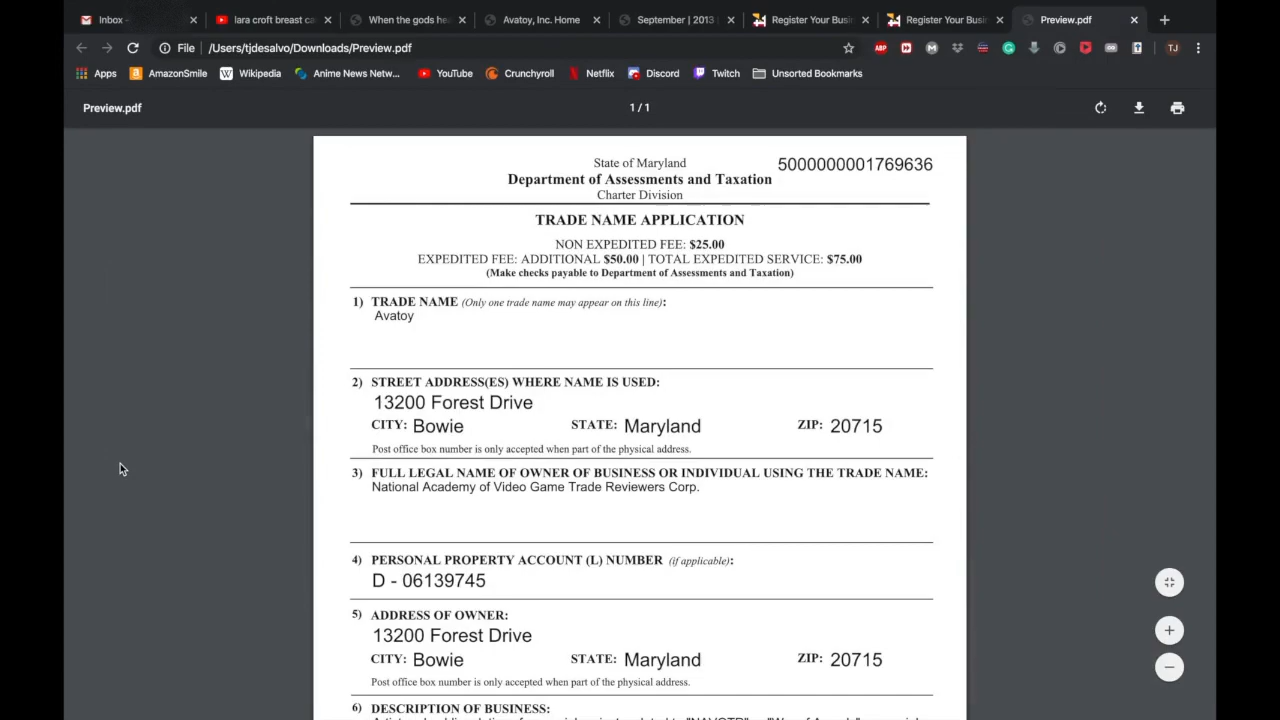 Inbox -
lara croft breast ca
When the gods he
Avatoy, Inc. Home
September | 2013
Register Your Busi
Register Your Busi
Preview.pdf
File /Users/tjdesalvo/Downloads/Preview.pdf
ABP
TJ
Apps AmazonSmile Wikipedia Anime News Netw... YouTube Crunchyroll Netflix Discord Twitch Unsorted Bookmarks
Preview.pdf 1 / 1
State of Maryland
5000000001769636
Department of Assessments and Taxation
Charter Division
TRADE NAME APPLICATION
NON EXPEDITED FEE: $25.00
EXPEDITED FEE: ADDITIONAL $50.00 | TOTAL EXPEDITED SERVICE: $75.00
(Make checks payable to Department of Assessments and Taxation)
1) TRADE NAME (Only one trade name may appear on this line):
Avatoy
2) STREET ADDRESS(ES) WHERE NAME IS USED:
13200 Forest Drive
CITY: Bowie STATE: Maryland ZIP: 20715
Post office box number is only accepted when part of the physical address.
3) FULL LEGAL NAME OF OWNER OF BUSINESS OR INDIVIDUAL USING THE TRADE NAME:
National Academy of Video Game Trade Reviewers Corp.
4) PERSONAL PROPERTY ACCOUNT (L) NUMBER (if applicable):
D - 06139745
5) ADDRESS OF OWNER:
13200 Forest Drive
CITY: Bowie STATE: Maryland ZIP: 20715
Post office box number is only accepted when part of the physical address.
6) DESCRIPTION OF BUSINESS: